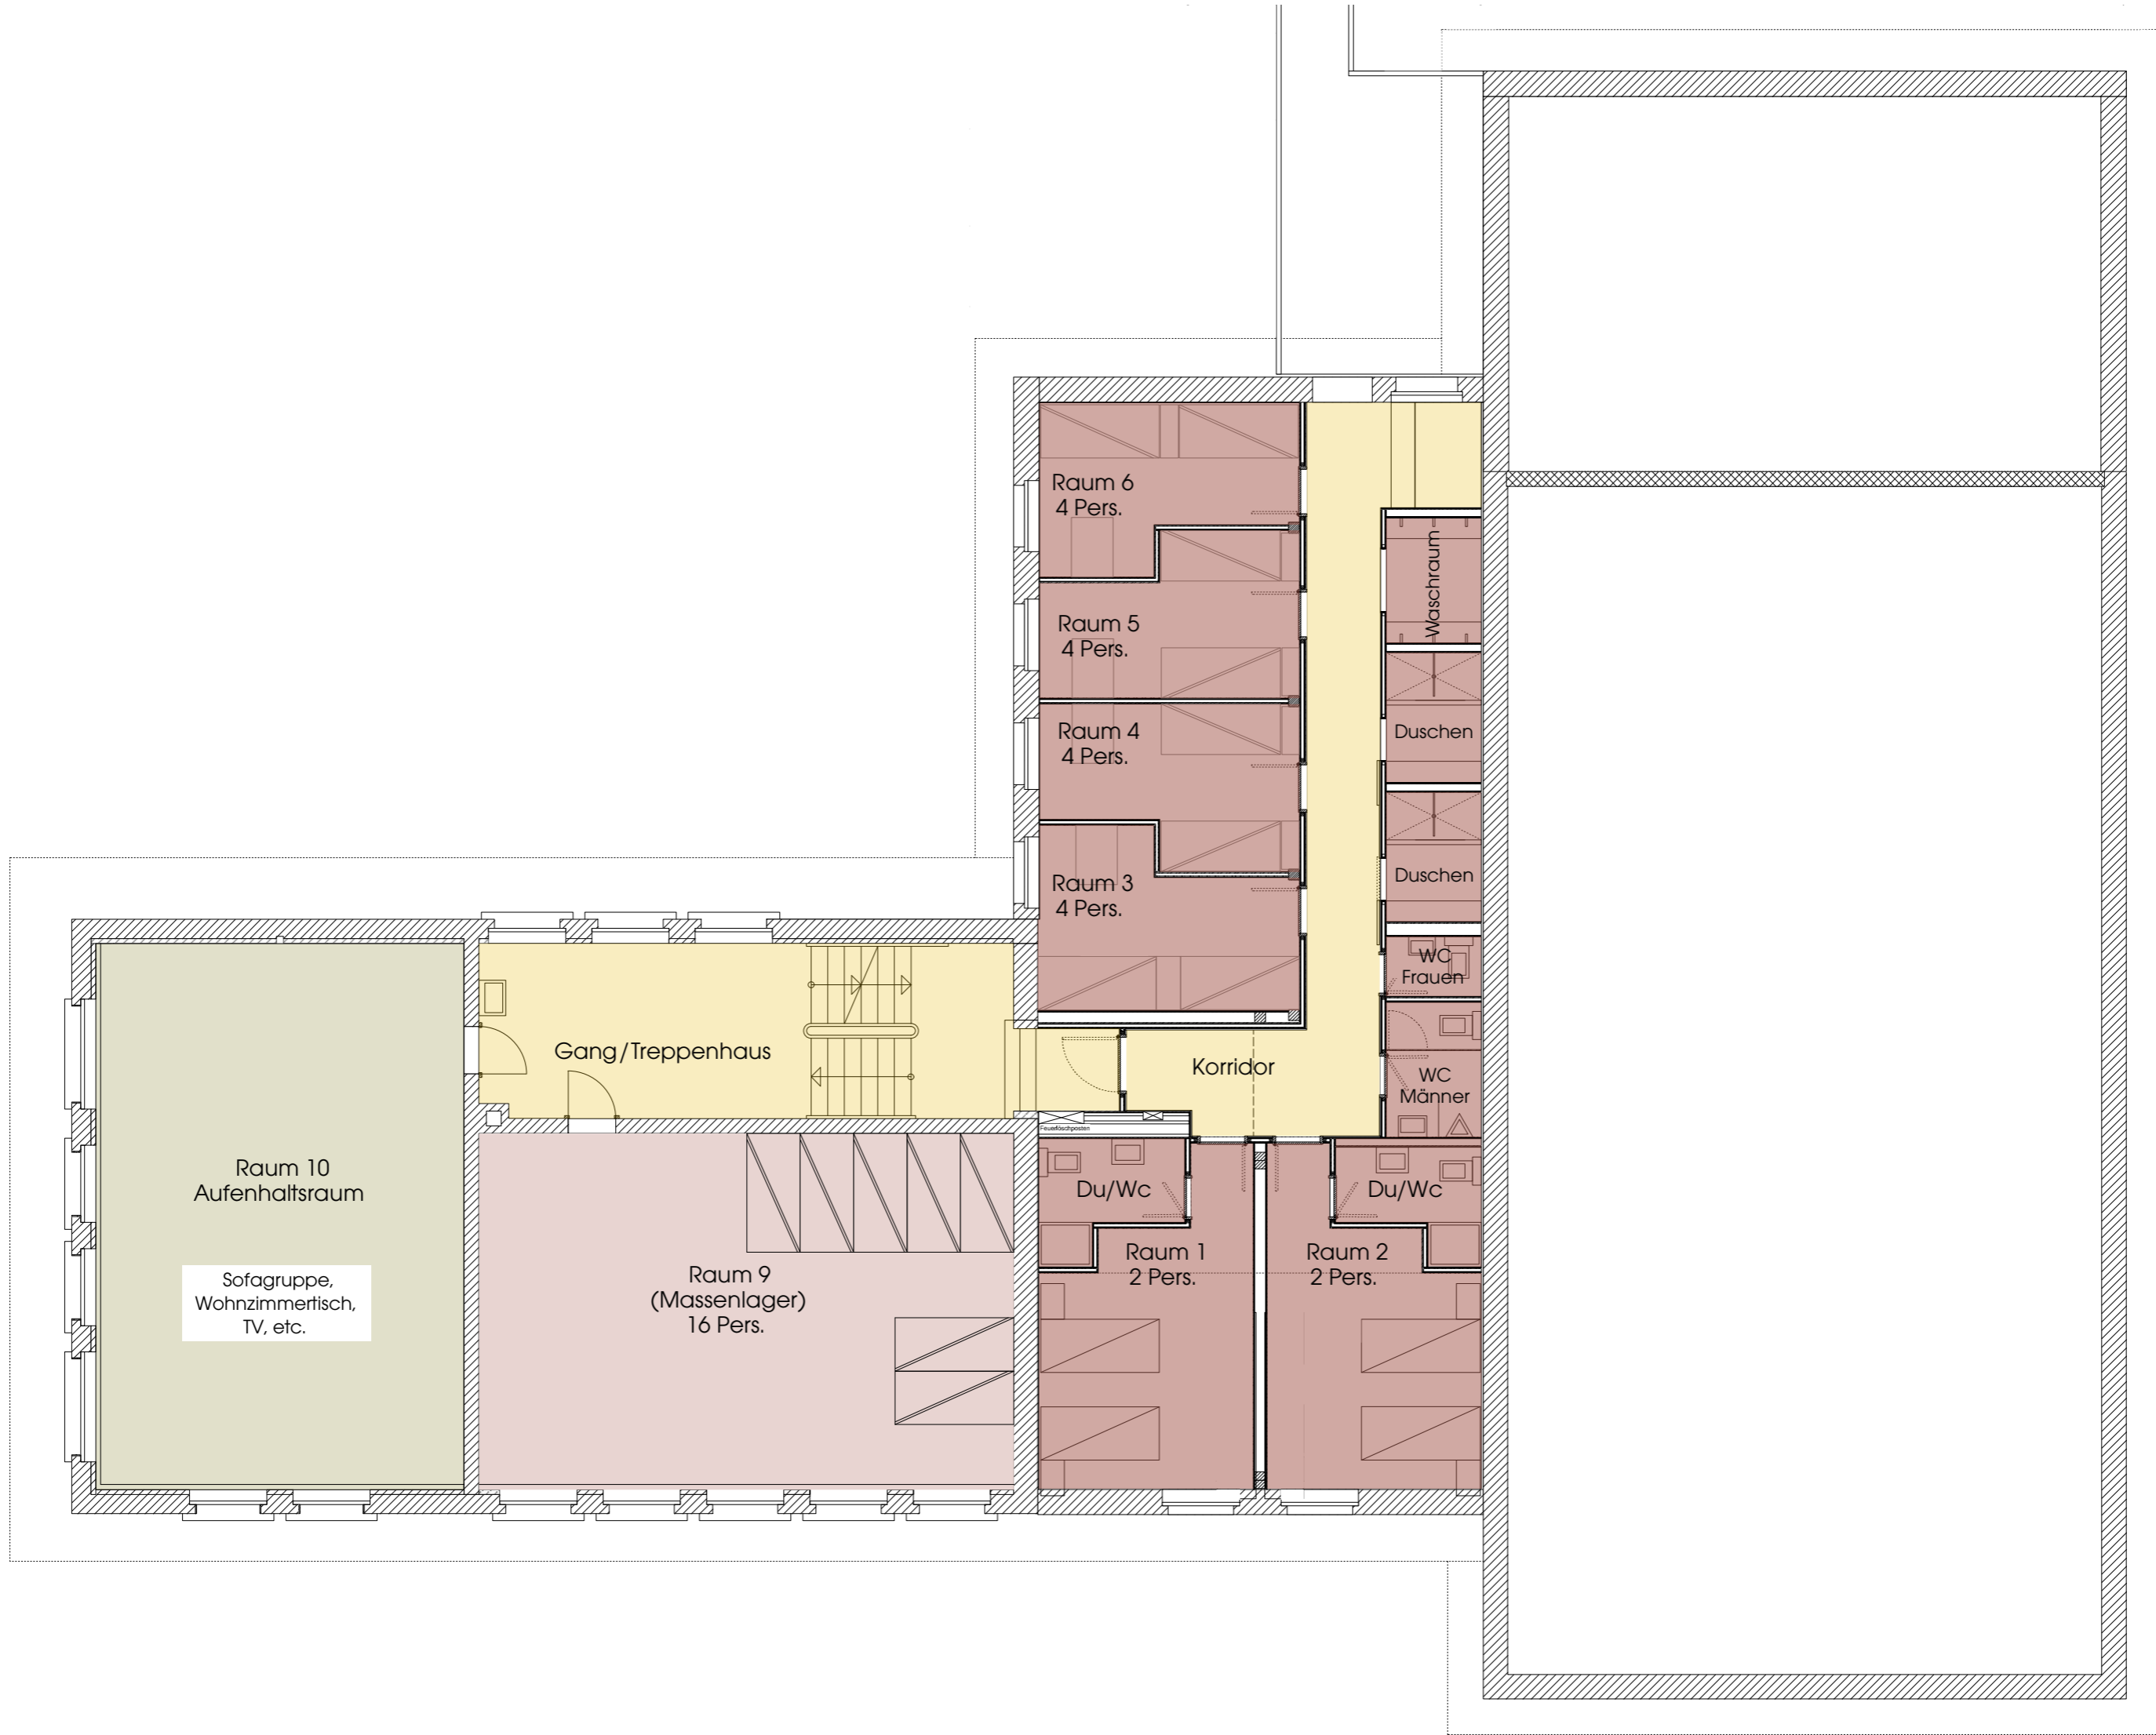 Raum 6
4 Pers.
Waschraum
Raum 5
4 Pers.
Raum 4
4 Pers.
Duschen
Duschen
Raum 3
4 Pers.
WC
Frauen
Gang/Treppenhaus
Korridor
WC
Männer
Feuerlöschposten
Raum 10
Aufenthaltsraum
Du/Wc
Du/Wc
Raum 1
2 Pers.
Raum 2
2 Pers.
Raum 9
(Massenlager)
16 Pers.
Sofagruppe,
Wohnzimmertisch,
TV, etc.